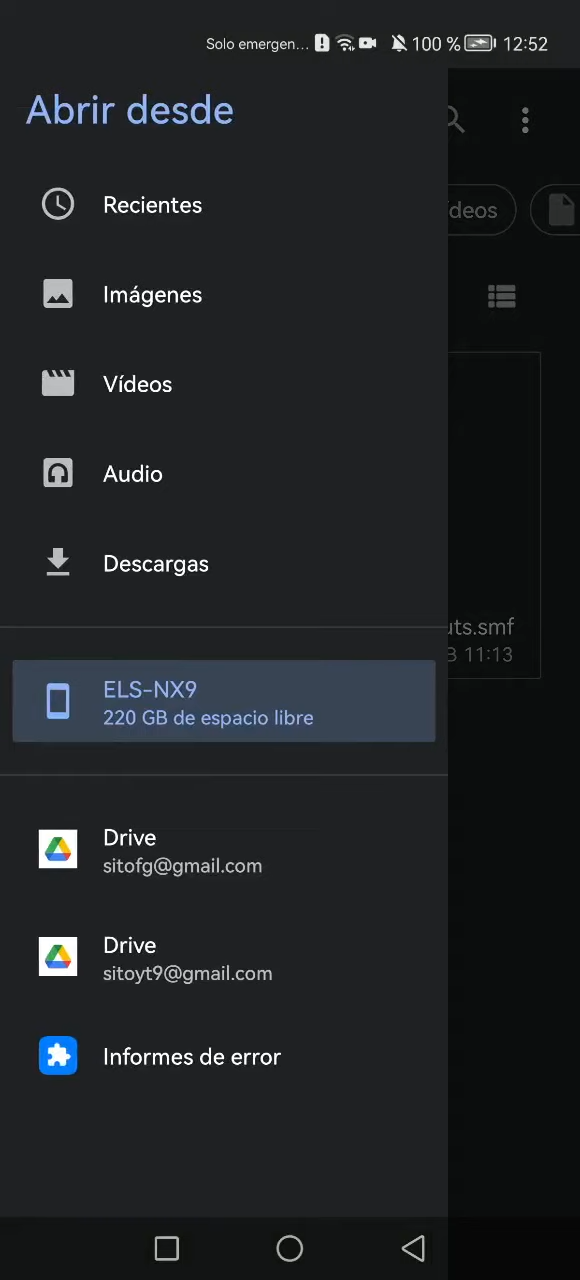 Solo emergen... 100 % 12:52
Abrir desde
Recientes
Imágenes
Vídeos
Audio
Descargas
ELS-NX9
220 GB de espacio libre
Drive
sitofg@gmail.com
Drive
sitoyt9@gmail.com
Informes de error
deos
uts.smf
B 11:13